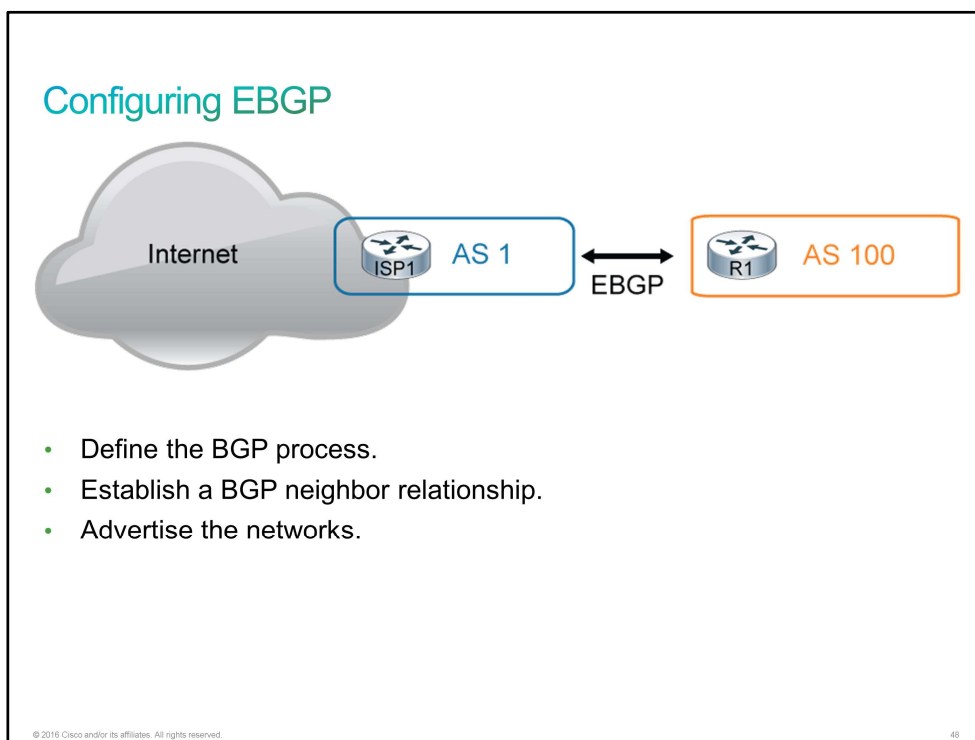 Configuring EBGP
Internet
ISP1
AS 1
EBGP
R1
AS 100
• Define the BGP process.
• Establish a BGP neighbor relationship.
• Advertise the networks.
© 2016 Cisco and/or its affiliates. All rights reserved.
48